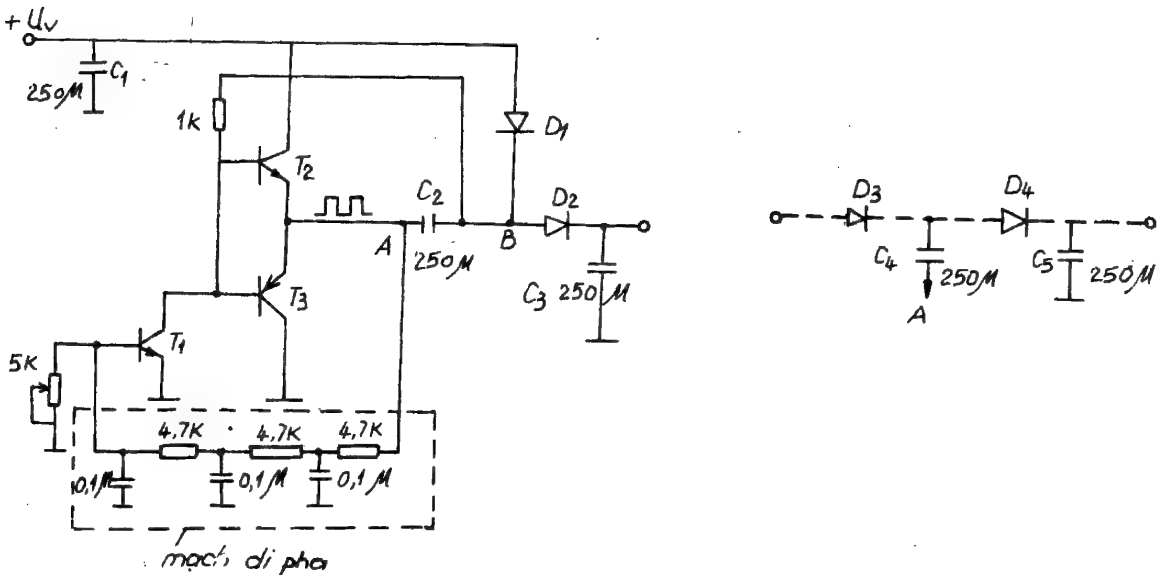 + Uᵥ
C₁
250M
1K
T₂
D₁
C₂
D₂
A
250M
B
T₃
C₃ 250M
T₁
5K
4,7K
4,7K
4,7K
0,1M
0,1M
0,1M
mạch di pha
D₃
D₄
C₄
250M
A
C₅
250M